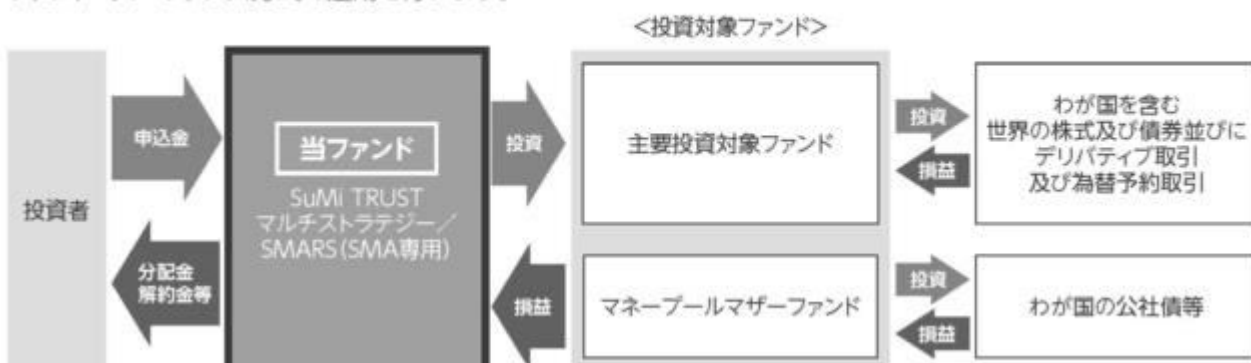 <投資対象ファンド>
投資者
申込金
分配金
解約金等
当ファンド
SuMi TRUST
マルチストラテジー／
SMARS(SMA専用)
投資
損益
主要投資対象ファンド
マネープールマザーファンド
投資
損益
わが国を含む
世界の株式及び債券並びに
デリバティブ取引
及び為替予約取引
投資
損益
わが国の公社債等